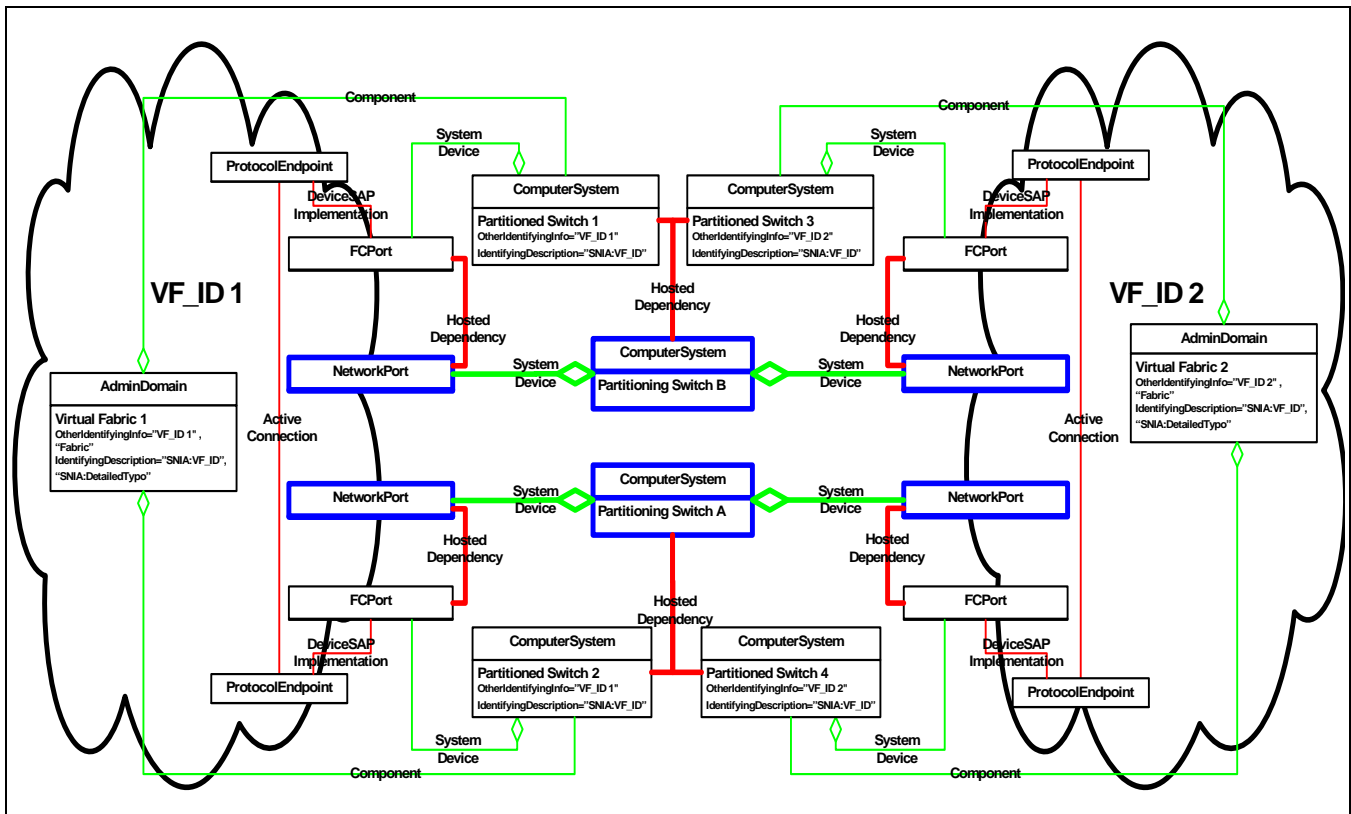 Component
Component
System
Device
System
Device
ProtocolEndpoint
ProtocolEndpoint
DeviceSAP
Implementation
DeviceSAP
Implementation
ComputerSystem
Partitioned Switch 1
OtherIdentifyingInfo="VF_ID 1"
IdentifyingDescription="SNIA:VF_ID"
ComputerSystem
Partitioned Switch 3
OtherIdentifyingInfo="VF_ID 2"
IdentifyingDescription="SNIA:VF_ID"
FCPort
FCPort
VF_ID 1
VF_ID 2
Hosted
Dependency
Hosted
Dependency
Hosted
Dependency
NetworkPort
System
Device
ComputerSystem
Partitioning Switch B
System
Device
NetworkPort
AdminDomain
Virtual Fabric 1
OtherIdentifyingInfo="VF_ID 1" ,
“Fabric”
IdentifyingDescription="SNIA:VF_ID",
“SNIA:DetailedTypo”
AdminDomain
Virtual Fabric 2
OtherIdentifyingInfo="VF_ID 2" ,
“Fabric”
IdentifyingDescription="SNIA:VF_ID",
“SNIA:DetailedTypo”
Active
Connection
Active
Connection
NetworkPort
System
Device
ComputerSystem
Partitioning Switch A
System
Device
NetworkPort
Hosted
Dependency
Hosted
Dependency
FCPort
Hosted
Dependency
FCPort
DeviceSAP
Implementation
DeviceSAP
Implementation
ProtocolEndpoint
ProtocolEndpoint
ComputerSystem
Partitioned Switch 2
OtherIdentifyingInfo="VF_ID 1"
IdentifyingDescription="SNIA:VF_ID"
ComputerSystem
Partitioned Switch 4
OtherIdentifyingInfo="VF_ID 2"
IdentifyingDescription="SNIA:VF_ID"
System
Device
System
Device
Component
Component